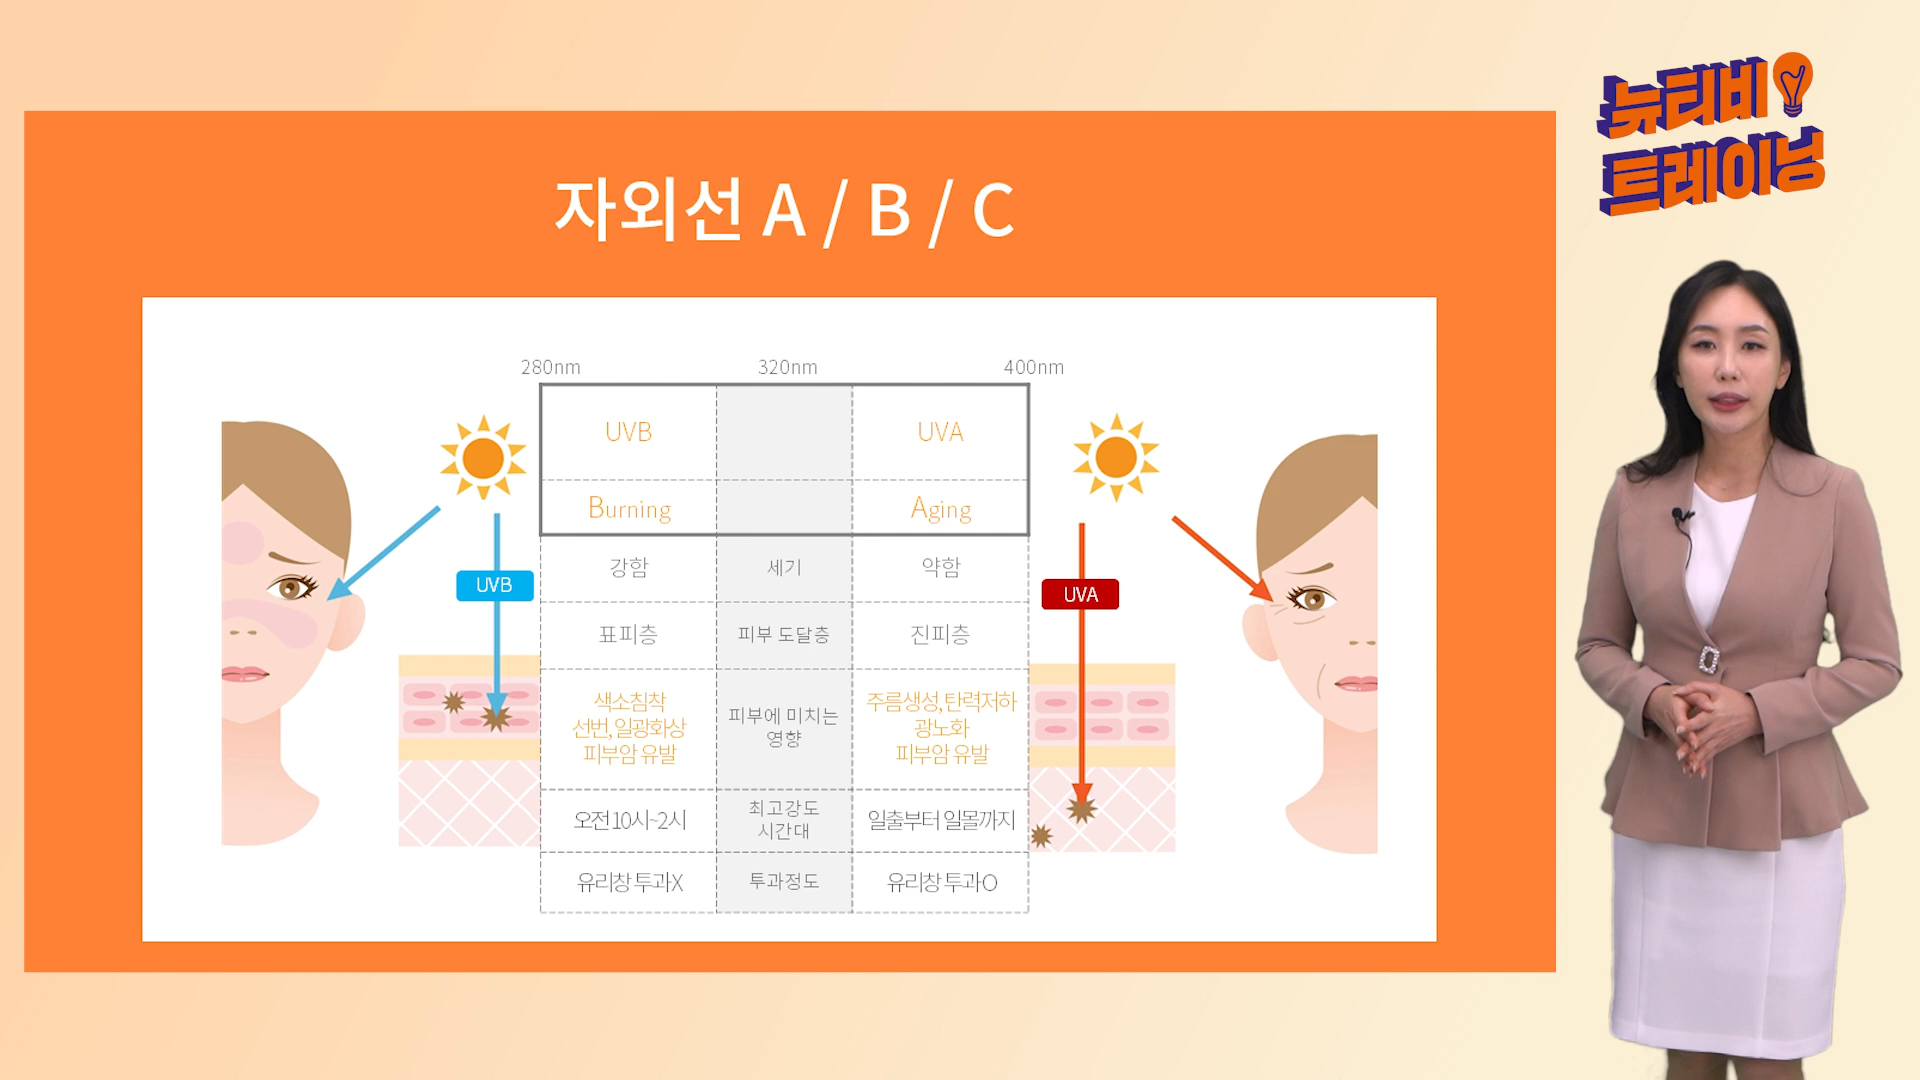 뉴티비
트레이닝
자외선 A / B / C
280nm 320nm 400nm
UVB UVA
Burning Aging
강함 세기 약함
UVB
UVA
표피층 피부 도달층 진피층
색소침착
선번, 일광화상
피부암 유발
피부에 미치는
영향
주름생성, 탄력저하
광노화
피부암 유발
오전 10시~2시
최고강도
시간대
일출부터 일몰까지
유리창 투과X 투과정도 유리창 투과O